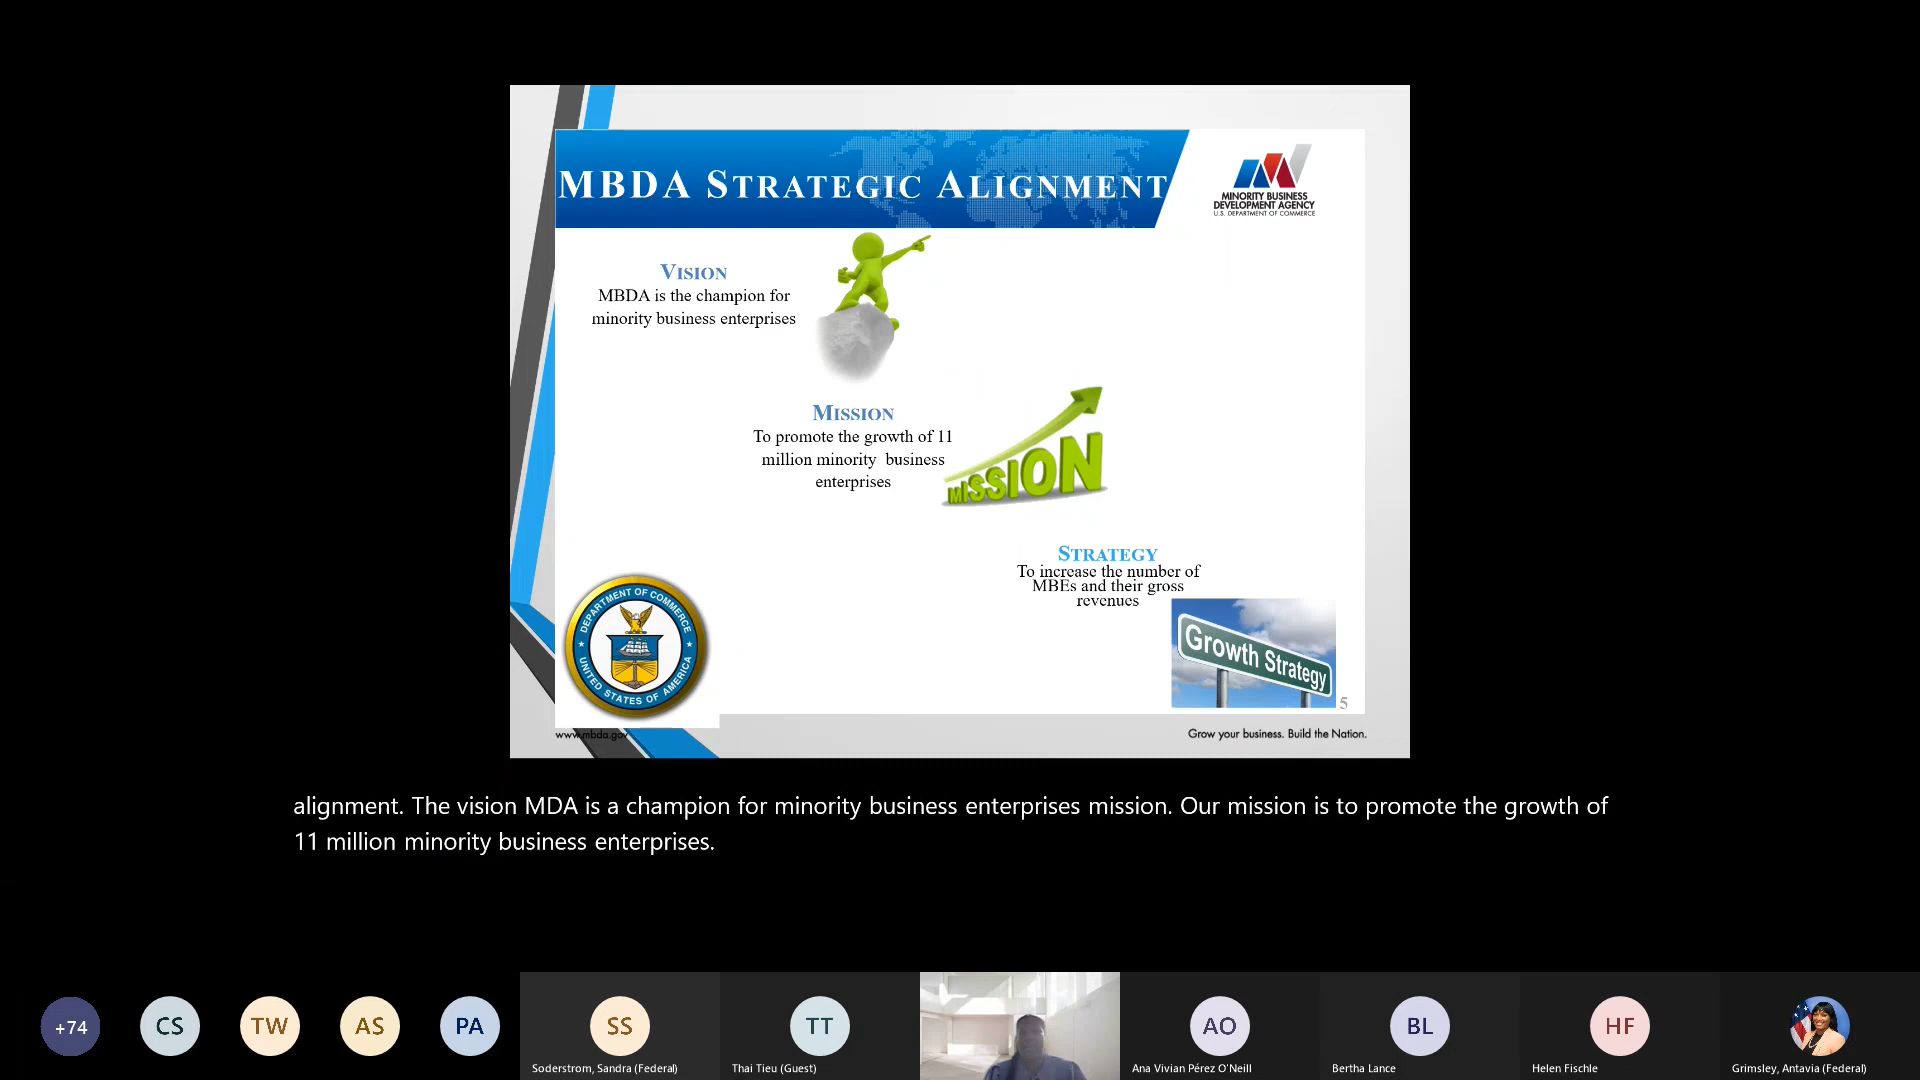 MBDA STRATEGIC ALIGNMENT
MINORITY BUSINESS
DEVELOPMENT AGENCY
U.S. DEPARTMENT OF COMMERCE
VISION
MBDA is the champion for
minority business enterprises
MISSION
To promote the growth of 11
million minority business
enterprises
MISSION
STRATEGY
To increase the number of
MBEs and their gross
revenues
DEPARTMENT OF COMMERCE
UNITED STATES OF AMERICA
Growth Strategy
5
www.mbda.gov
Grow your business. Build the Nation.
alignment. The vision MDA is a champion for minority business enterprises mission. Our mission is to promote the growth of
11 million minority business enterprises.
+74
CS
TW
AS
PA
SS
TT
AO
BL
HF
Soderstrom, Sandra (Federal)
Thai Tieu (Guest)
Ana Vivian Pérez O'Neill
Bertha Lance
Helen Fischle
Grimsley, Antavia (Federal)